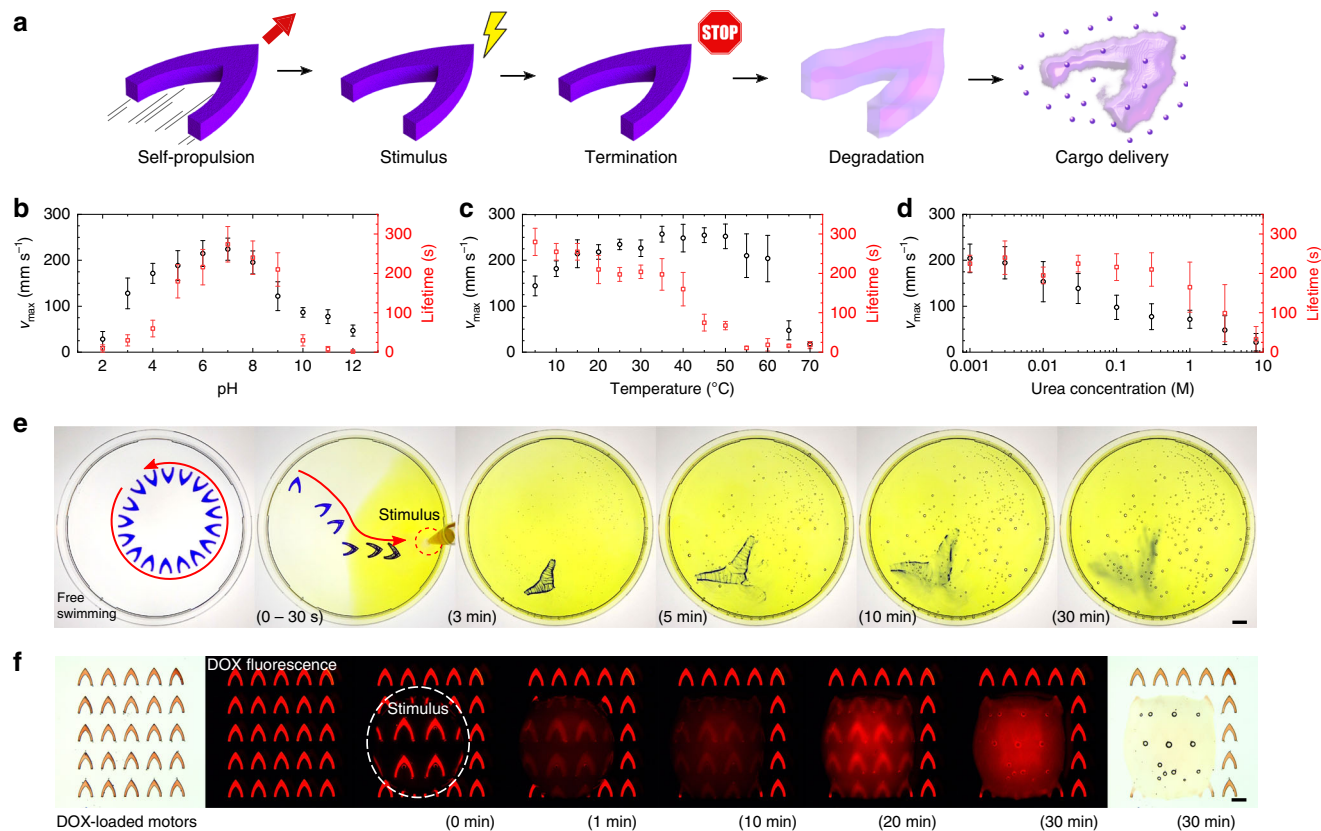 a
STOP
Self-propulsion
Stimulus
Termination
Degradation
Cargo delivery
b
300
200
100
0
vmax (mm s−1)
300
200
100
0
Lifetime (s)
2 4 6 8 10 12
pH
c
300
200
100
0
vmax (mm s−1)
300
200
100
0
Lifetime (s)
10 20 30 40 50 60 70
Temperature (°C)
d
300
200
100
0
vmax (mm s−1)
300
200
100
0
Lifetime (s)
0.001 0.01 0.1 1 10
Urea concentration (M)
e
Free
swimming
Stimulus
(0 – 30 s)
(3 min)
(5 min)
(10 min)
(30 min)
f
DOX fluorescence
Stimulus
DOX-loaded motors
(0 min)
(1 min)
(10 min)
(20 min)
(30 min)
(30 min)